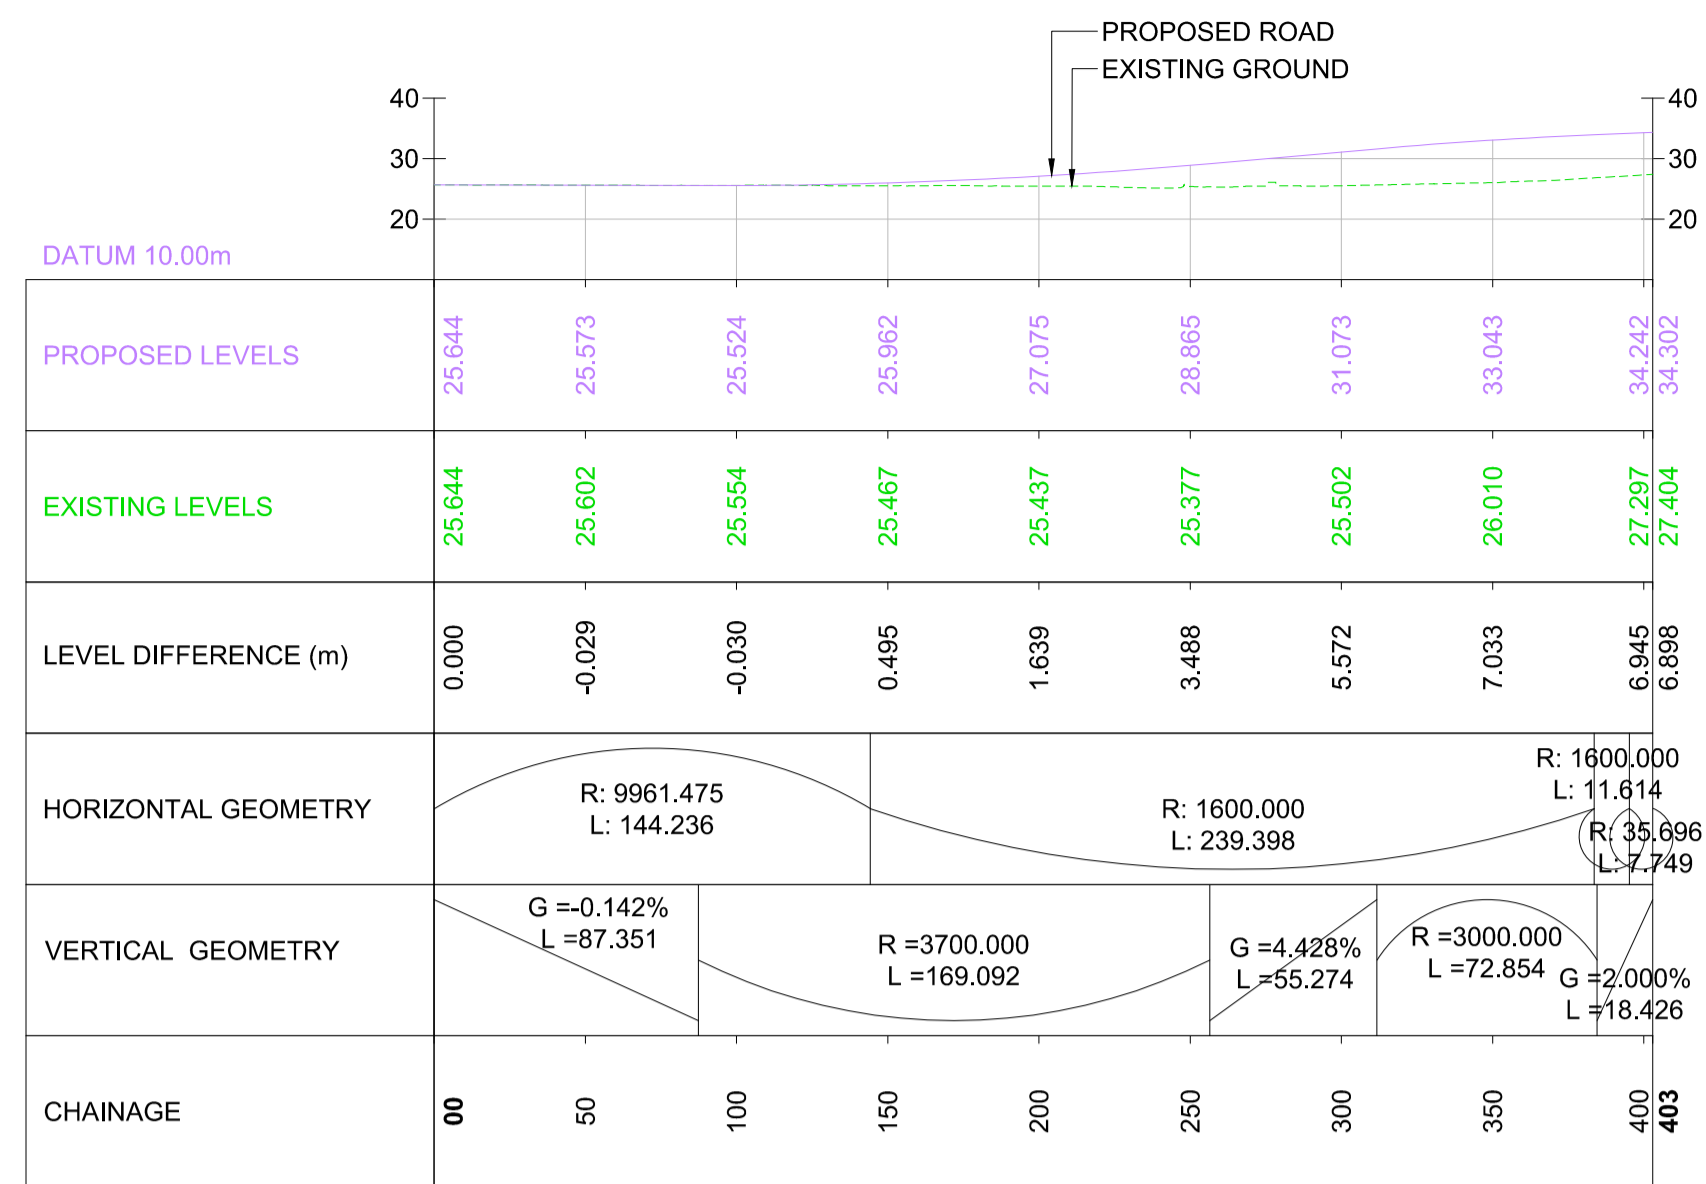 PROPOSED ROAD
EXISTING GROUND
40
30
20
40
30
20
DATUM 10.00m
PROPOSED LEVELS
25.644
25.573
25.524
25.962
27.075
28.865
31.073
33.043
34.242
34.302
EXISTING LEVELS
25.644
25.602
25.554
25.467
25.437
25.377
25.502
26.010
27.297
27.404
LEVEL DIFFERENCE (m)
0.000
-0.029
-0.030
0.495
1.639
3.488
5.572
7.033
6.945
6.898
HORIZONTAL GEOMETRY
R: 9961.475
L: 144.236
R: 1600.000
L: 239.398
R: 1600.000
L: 11.614
R: 35.696
L: 7.749
VERTICAL GEOMETRY
G =-0.142%
L =87.351
R =3700.000
L =169.092
G =4.428%
L =55.274
R =3000.000
L =72.854
G =2.000%
L =18.426
CHAINAGE
00
50
100
150
200
250
300
350
400
403